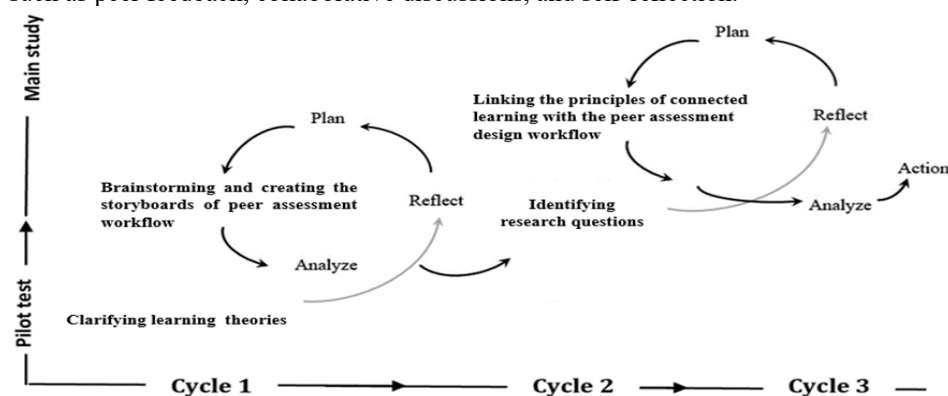 such as peer feedback, collaborative discussions, and self-reflection.
Main study
Pilot test
Plan
Brainstorming and creating the
storyboards of peer assessment
workflow
Reflect
Analyze
Clarifying learning theories
Plan
Linking the principles of connected
learning with the peer assessment
design workflow
Reflect
Identifying
research questions
Analyze
Action
Cycle 1
Cycle 2
Cycle 3